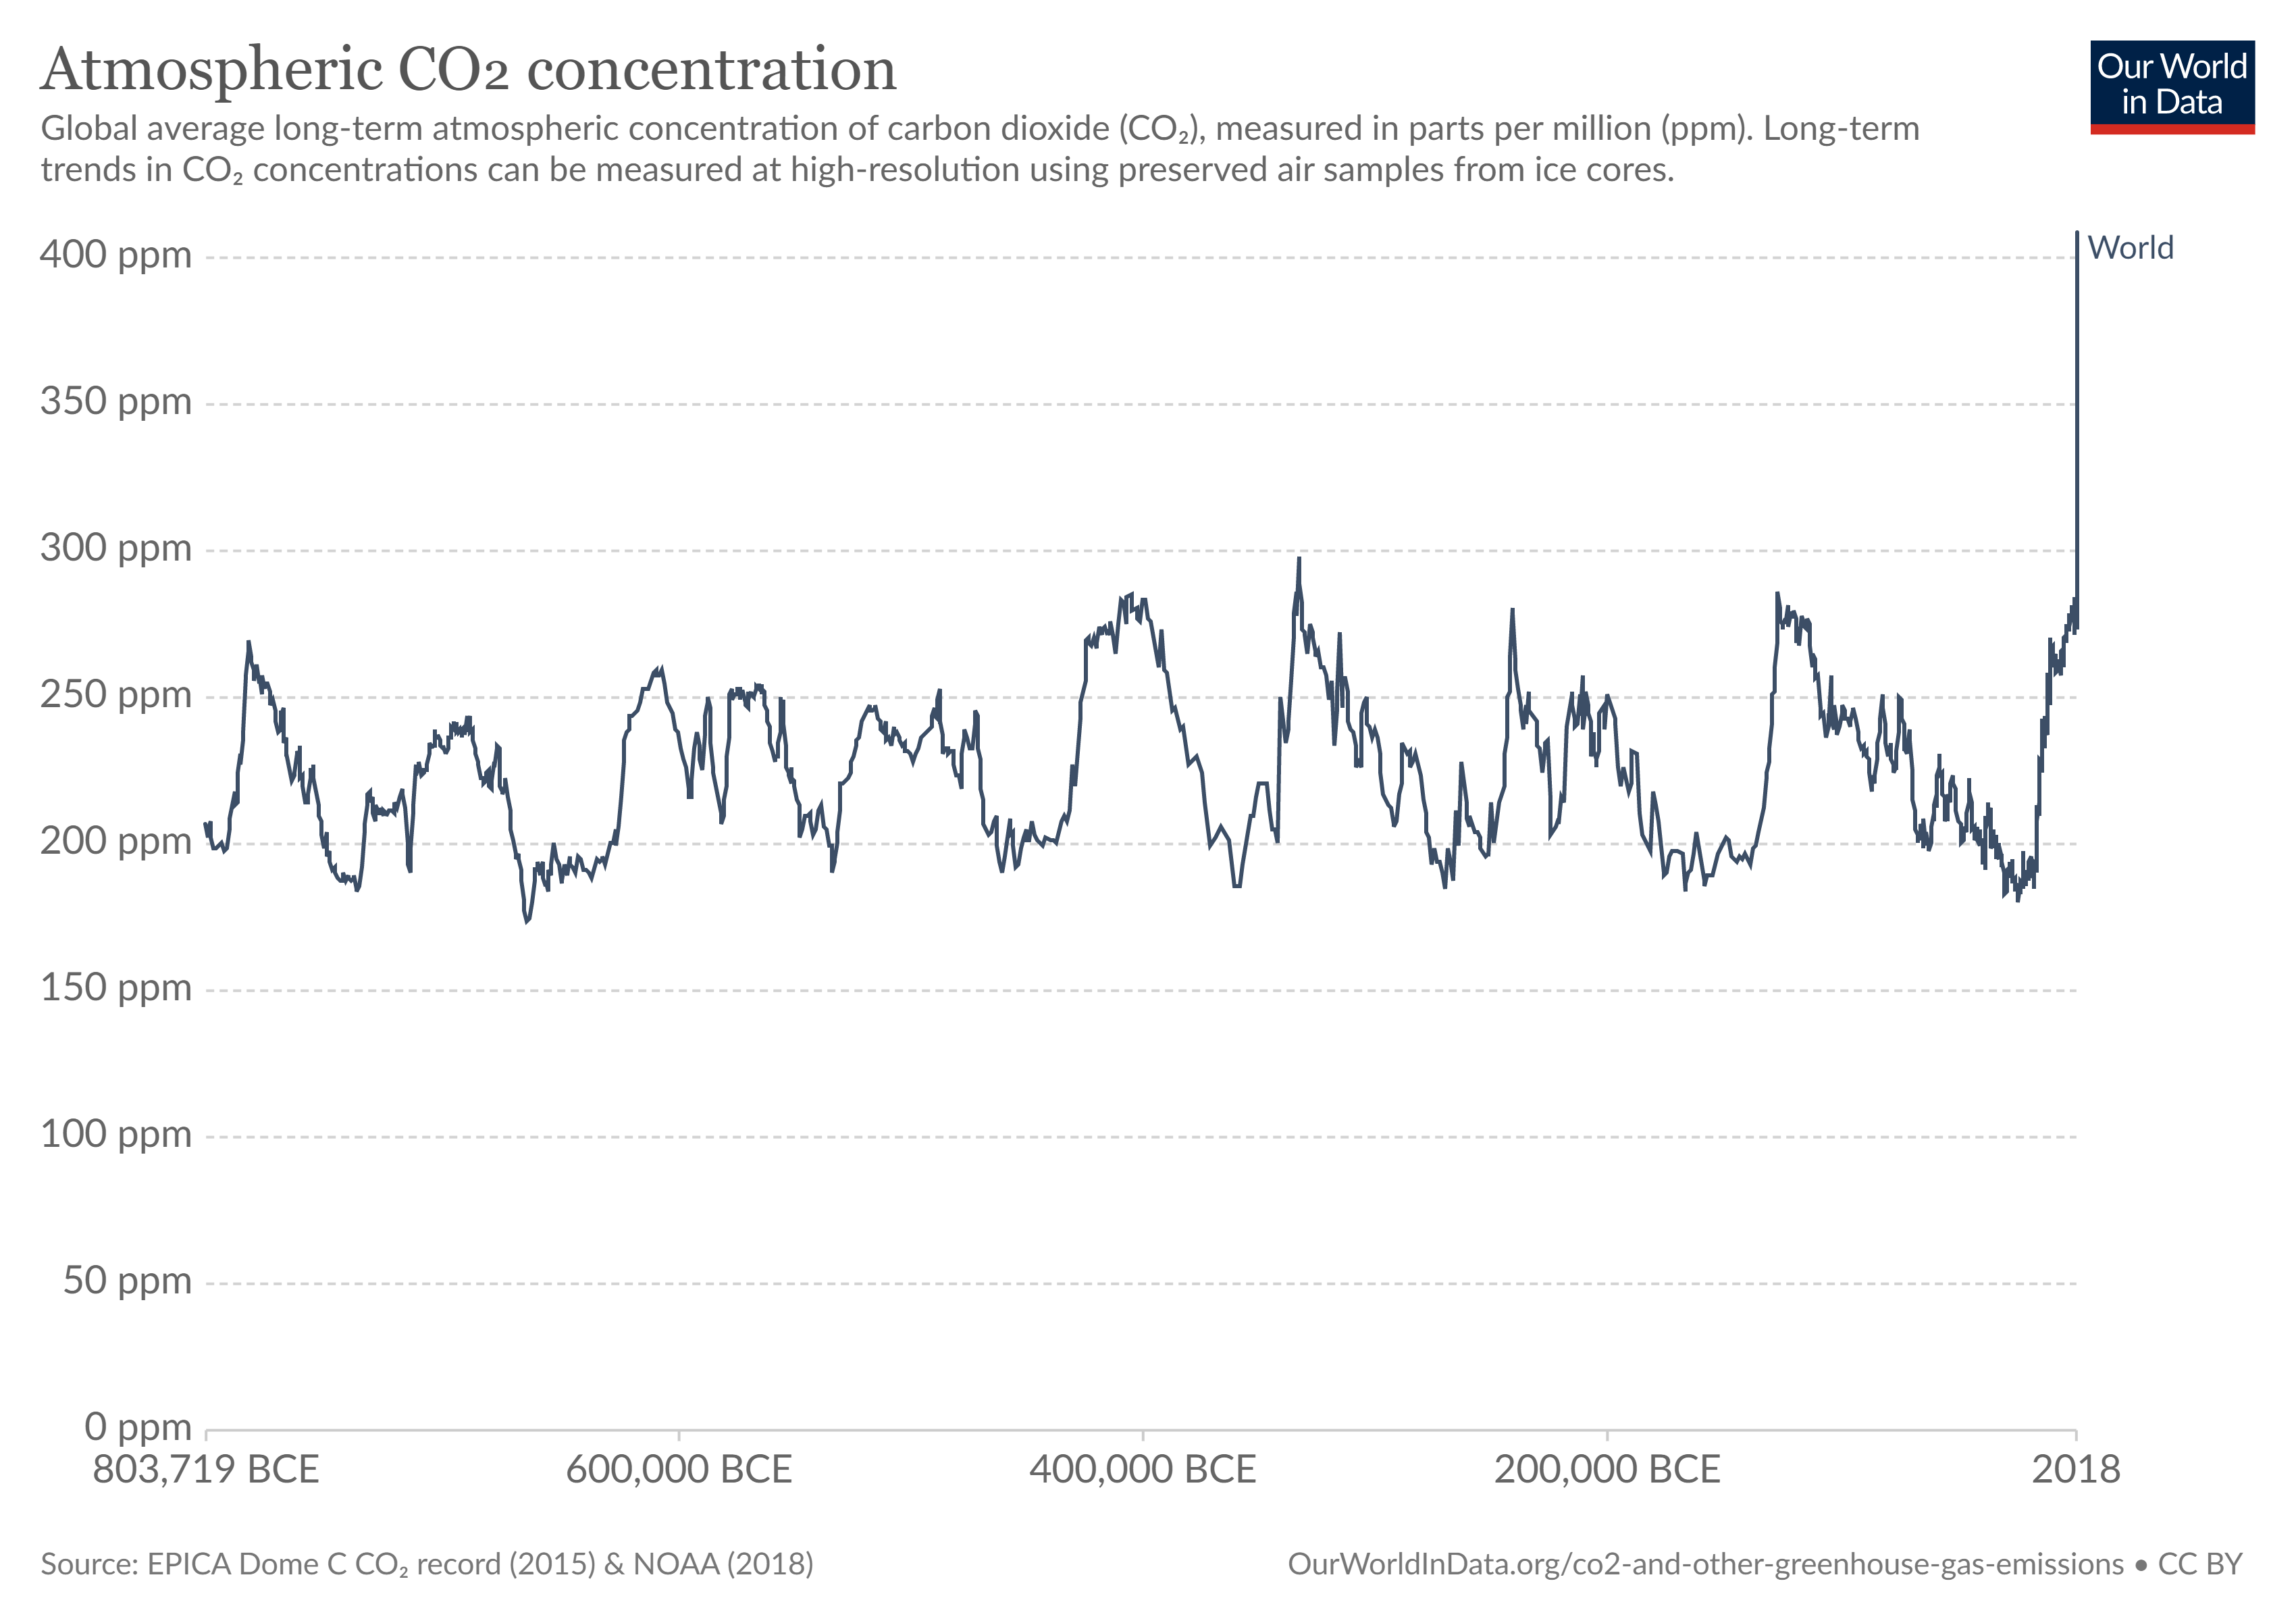 Atmospheric CO2 concentration
Our World
in Data
Global average long-term atmospheric concentration of carbon dioxide (CO₂), measured in parts per million (ppm). Long-term
trends in CO₂ concentrations can be measured at high-resolution using preserved air samples from ice cores.
400 ppm
World
350 ppm
300 ppm
250 ppm
200 ppm
150 ppm
100 ppm
50 ppm
0 ppm
803,719 BCE
600,000 BCE
400,000 BCE
200,000 BCE
2018
Source: EPICA Dome C CO₂ record (2015) & NOAA (2018)
OurWorldInData.org/co2-and-other-greenhouse-gas-emissions • CC BY